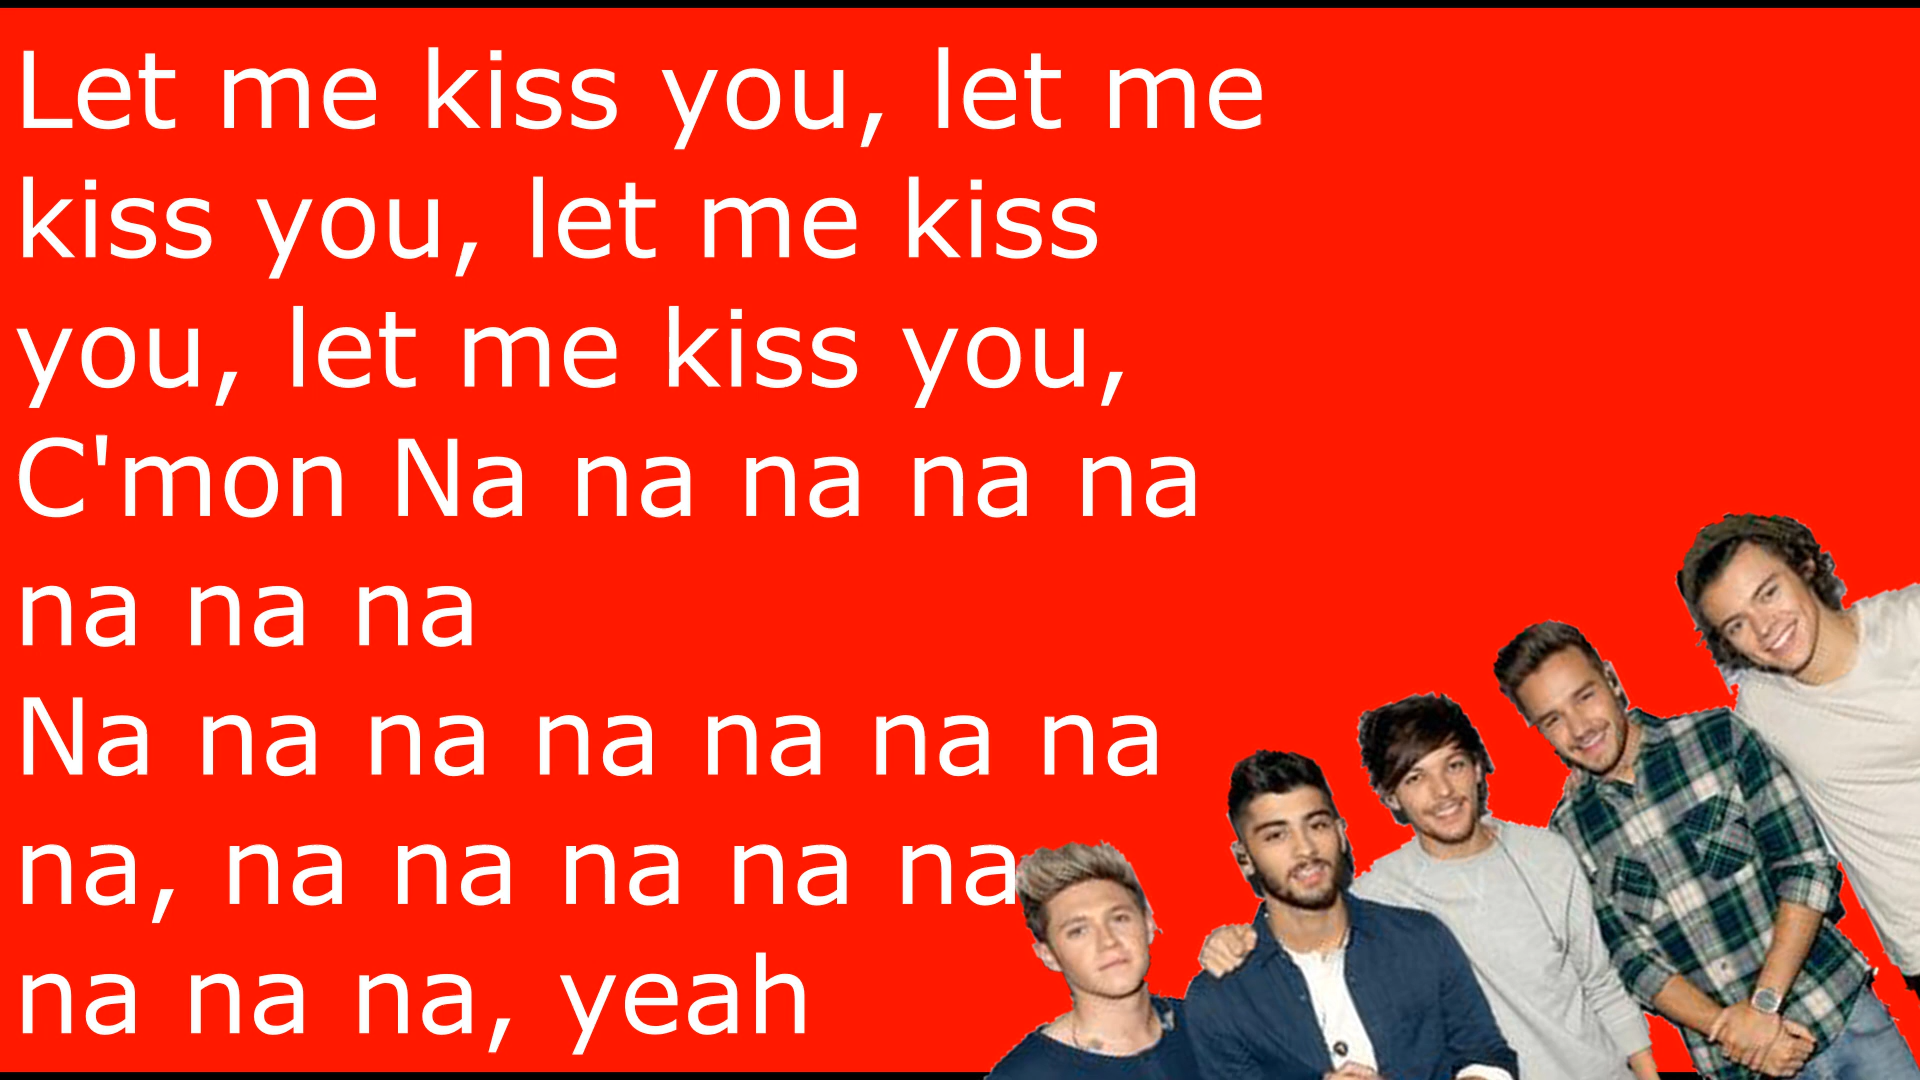 Let me kiss you, let me
kiss you, let me kiss
you, let me kiss you,
C'mon Na na na na na
na na na
Na na na na na na na
na, na na na na na
na na na, yeah